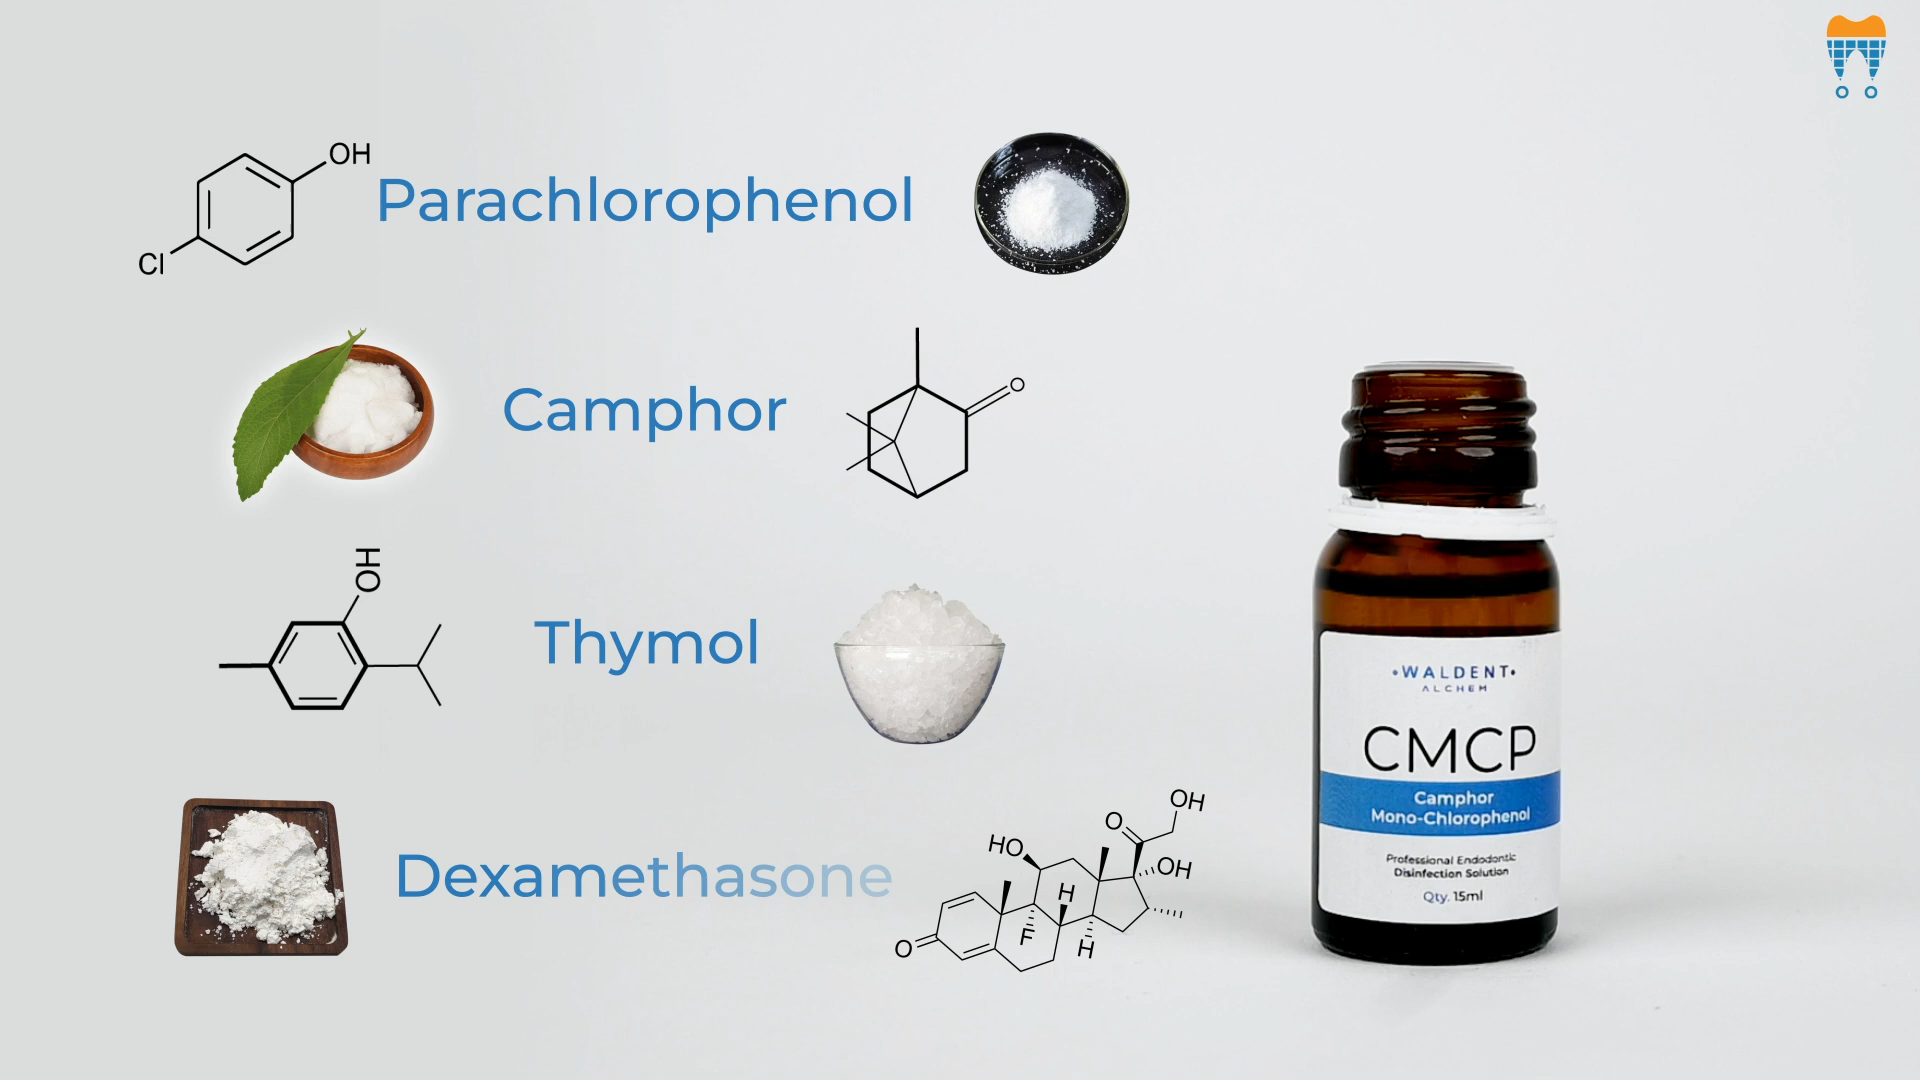 OH
Parachlorophenol
Cl
Camphor
O
OH
Thymol
Dexamethasone
OH
O
HO
OH
H
F
H
O
•WALDENT•
ALCHEM
CMCP
Camphor
Mono-Chlorophenol
Professional Endodontic
Disinfection Solution
Qty. 15ml